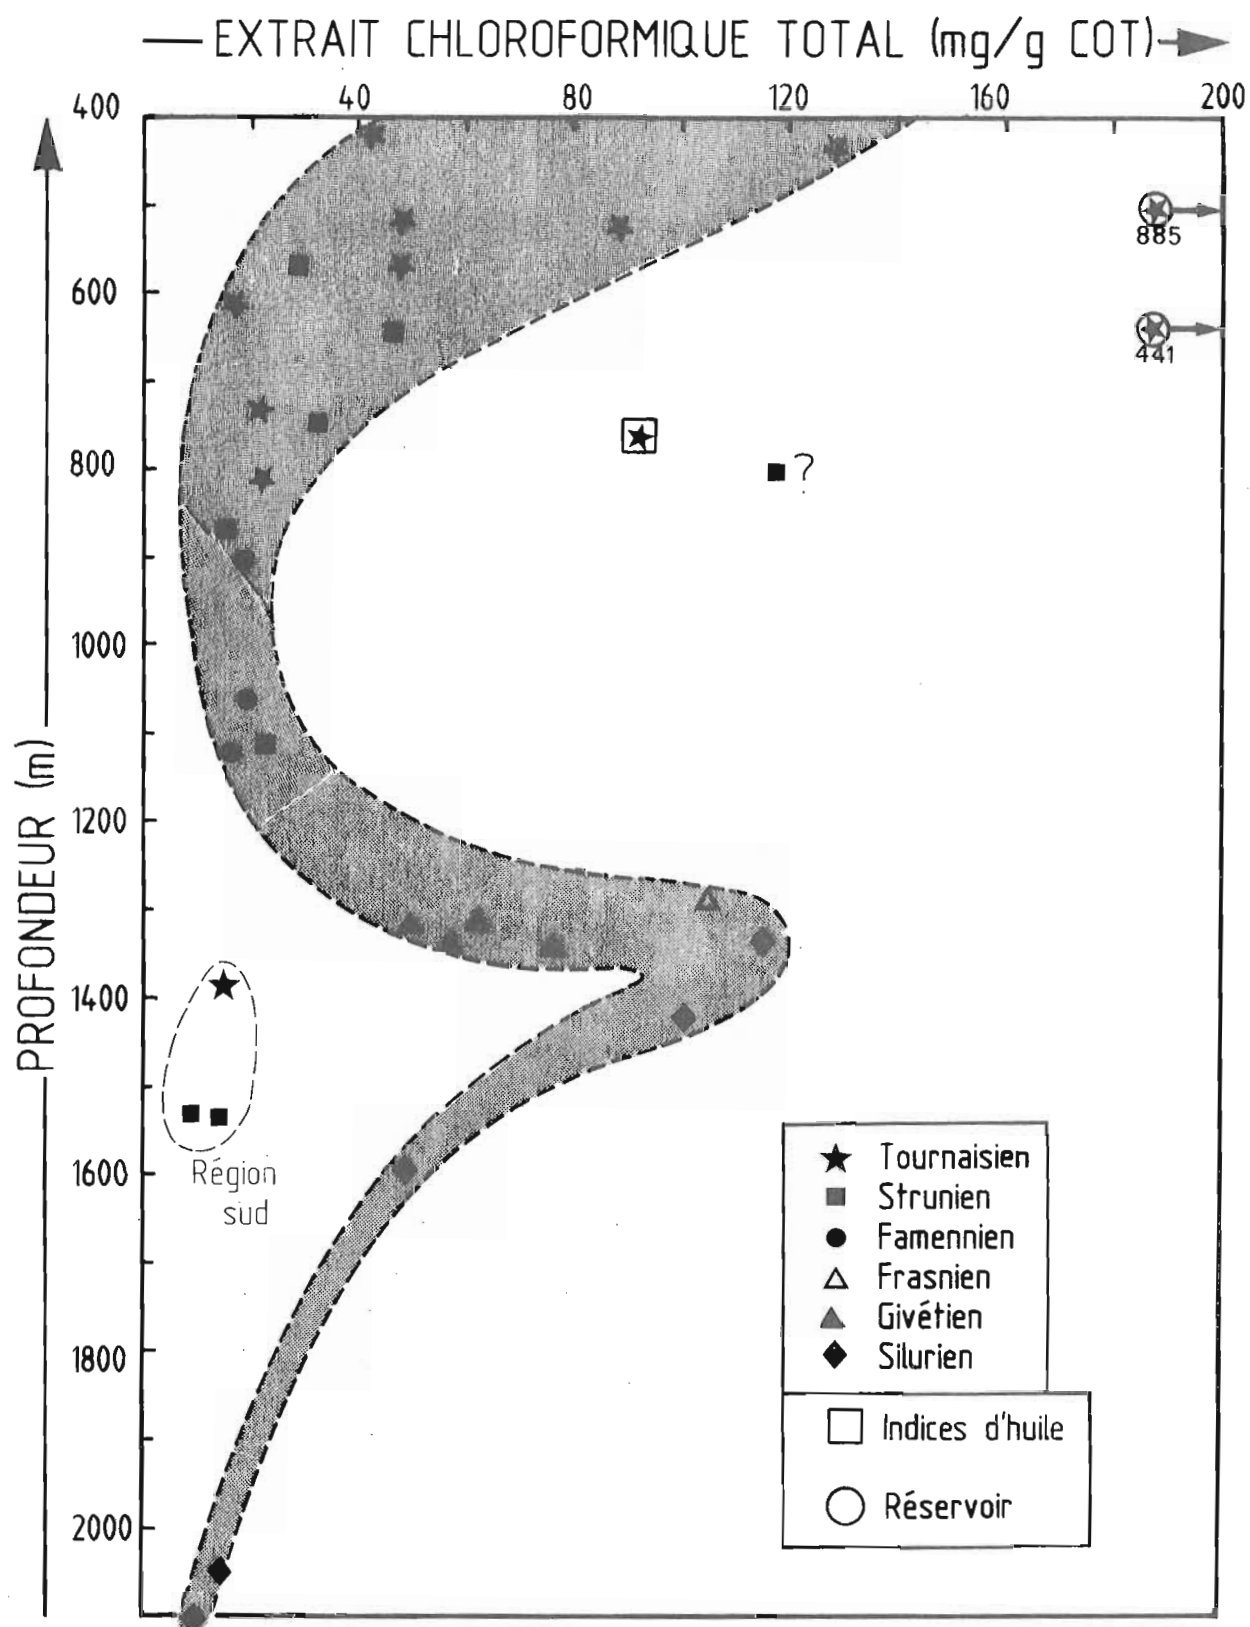 EXTRAIT CHLOROFORMIQUE TOTAL (mg/g COT)
400 40 80 120 160 200
885
600
441
800
?
1000
PROFONDEUR (m)
1200
1400
Région
sud
1600
1800
2000
Tournaisien
Strunien
Famennien
Frasnien
Givétien
Silurien
Indices d'huile
Réservoir